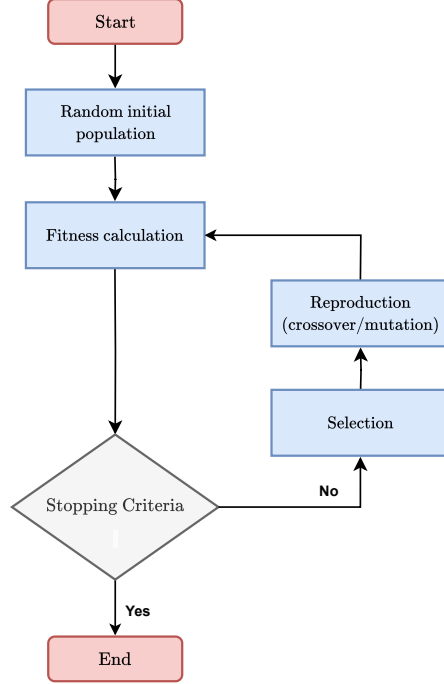 Start
Random initial
population
Fitness calculation
Reproduction
(crossover/mutation)
Selection
Stopping Criteria
No
Yes
End